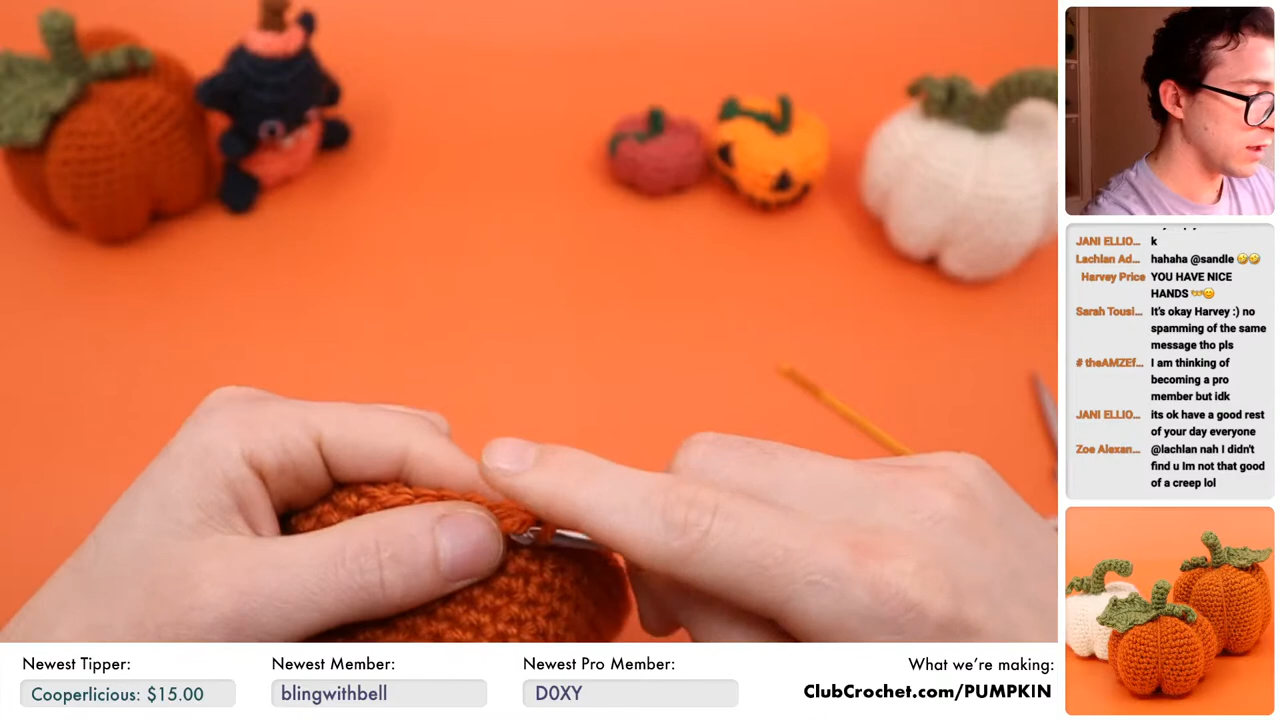 JANI ELLIO... k
Lachlan Ad... hahaha @sandle 🤣🤣
Harvey Price YOU HAVE NICE
HANDS 🤝😊
Sarah Tousl... It's okay Harvey :) no
spamming of the same
message tho pls
# theAMZEf... I am thinking of
becoming a pro
member but idk
JANI ELLIO... its ok have a good rest
of your day everyone
Zoe Alexan... @lachlan nah I didn't
find u Im not that good
of a creep lol
Newest Tipper:
Cooperlicious: $15.00
Newest Member:
blingwithbell
Newest Pro Member:
D0XY
What we're making:
ClubCrochet.com/PUMPKIN